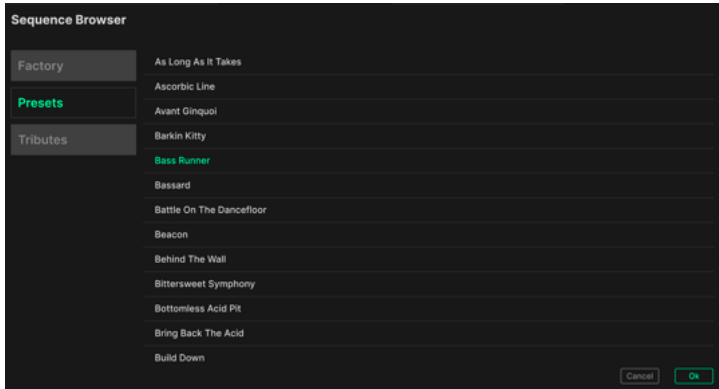 Sequence Browser
Factory
Presets
Tributes
As Long As It Takes
Ascorbic Line
Avant Ginquoi
Barkin Kitty
Bass Runner
Bassard
Battle On The Dancefloor
Beacon
Behind The Wall
Bittersweet Symphony
Bottomless Acid Pit
Bring Back The Acid
Build Down
Cancel
Ok